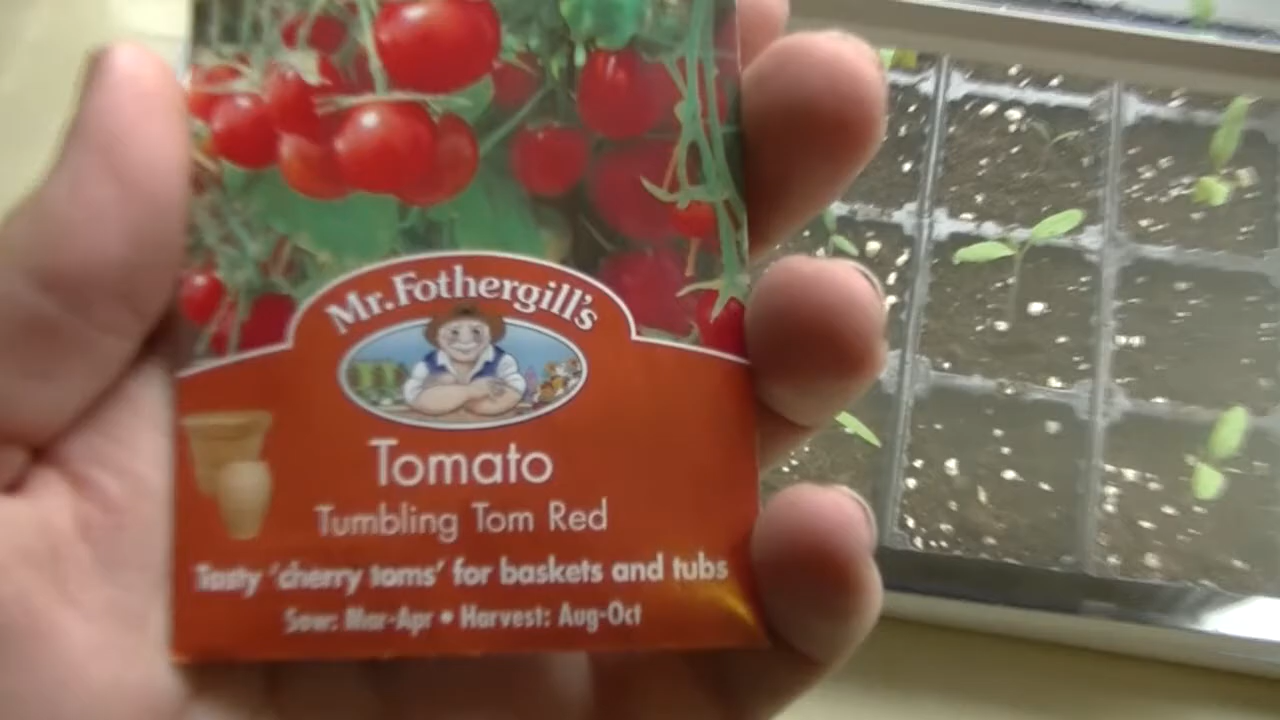 Mr. Fothergill's
Tomato
Tumbling Tom Red
Tasty 'cherry toms' for baskets and tubs
Sow: Mar-Apr • Harvest: Aug-Oct